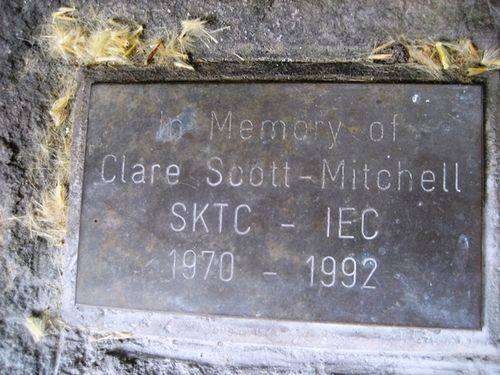 In Memory of
Clare Scott-Mitchell
SKTC - IEC
1970 - 1992